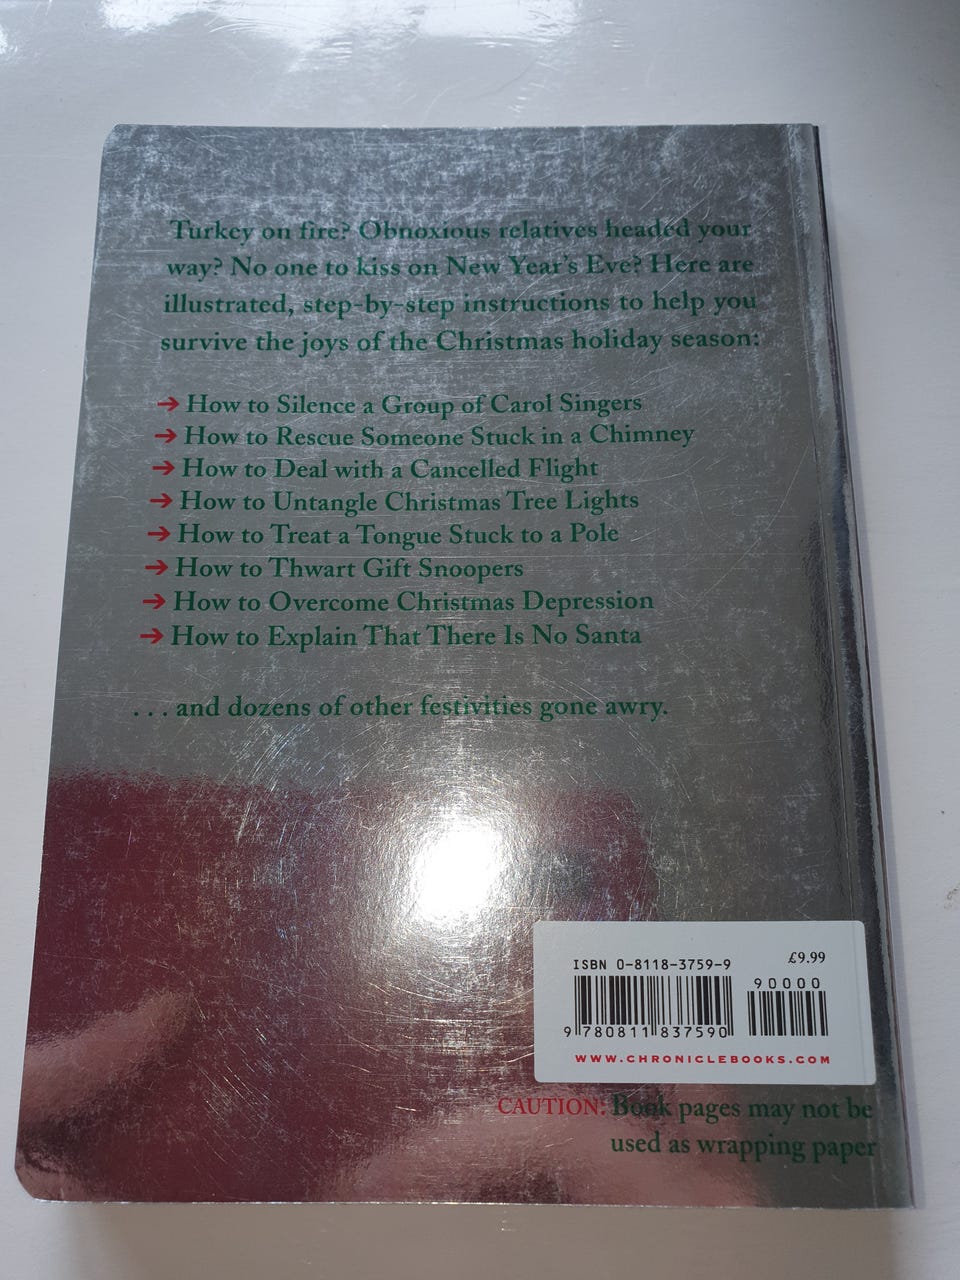 Turkey on fire? Obnoxious relatives headed your
way? No one to kiss on New Year's Eve? Here are
illustrated, step-by-step instructions to help you
survive the joys of the Christmas holiday season:
→ How to Silence a Group of Carol Singers
→ How to Rescue Someone Stuck in a Chimney
→ How to Deal with a Cancelled Flight
→ How to Untangle Christmas Tree Lights
→ How to Treat a Tongue Stuck to a Pole
→ How to Thwart Gift Snoopers
→ How to Overcome Christmas Depression
→ How to Explain That There Is No Santa
. . . and dozens of other festivities gone awry.
ISBN 0-8118-3759-9 £9.99
90000
9 780811 837590
WWW.CHRONICLEBOOKS.COM
CAUTION: Book pages may not be
used as wrapping paper